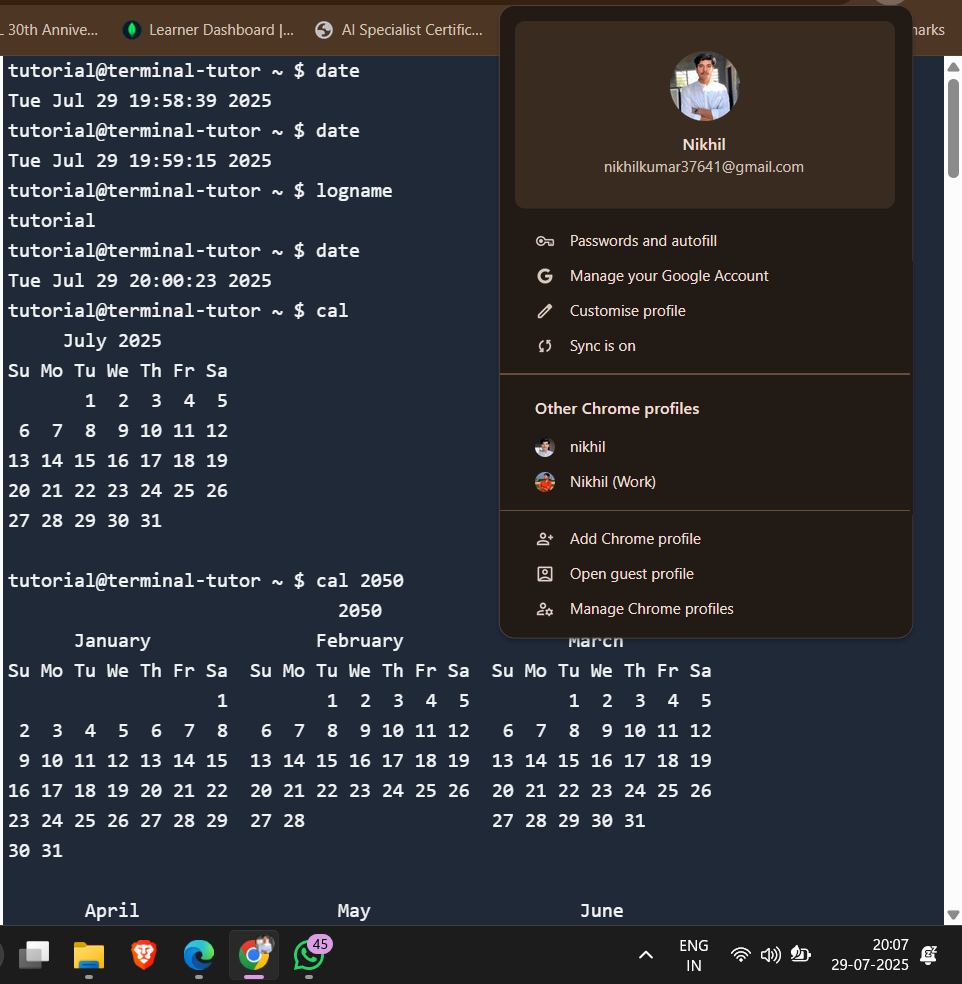 L 30th Annive...
Learner Dashboard |...
AI Specialist Certific...
marks
tutorial@terminal-tutor ~ $ date
Tue Jul 29 19:58:39 2025
tutorial@terminal-tutor ~ $ date
Tue Jul 29 19:59:15 2025
tutorial@terminal-tutor ~ $ logname
tutorial
tutorial@terminal-tutor ~ $ date
Tue Jul 29 20:00:23 2025
tutorial@terminal-tutor ~ $ cal
July 2025
Su Mo Tu We Th Fr Sa
1 2 3 4 5
6 7 8 9 10 11 12
13 14 15 16 17 18 19
20 21 22 23 24 25 26
27 28 29 30 31
tutorial@terminal-tutor ~ $ cal 2050
2050
January February March
Su Mo Tu We Th Fr Sa Su Mo Tu We Th Fr Sa Su Mo Tu We Th Fr Sa
1 1 2 3 4 5 1 2 3 4 5
2 3 4 5 6 7 8 6 7 8 9 10 11 12 6 7 8 9 10 11 12
9 10 11 12 13 14 15 13 14 15 16 17 18 19 13 14 15 16 17 18 19
16 17 18 19 20 21 22 20 21 22 23 24 25 26 20 21 22 23 24 25 26
23 24 25 26 27 28 29 27 28 27 28 29 30 31
30 31
April May June
Nikhil
nikhilkumar37641@gmail.com
Passwords and autofill
G Manage your Google Account
Customise profile
Sync is on
Other Chrome profiles
nikhil
Nikhil (Work)
Add Chrome profile
Open guest profile
Manage Chrome profiles
45
ENG
IN
20:07
29-07-2025